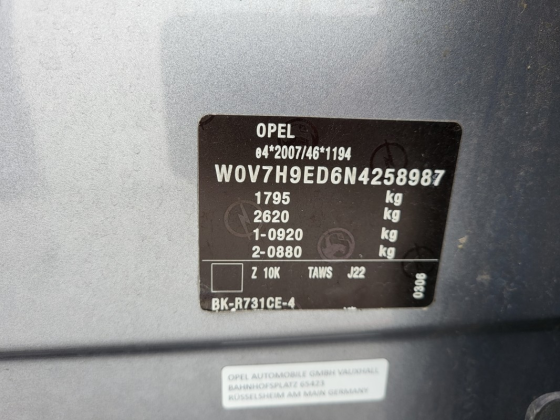 OPEL
e4*2007/46*1194
W0V7H9ED6N4258987
1795 kg
2620 kg
1-0920 kg
2-0880 kg
Z 10K TAWS J22
0306
BK-R731CE-4
OPEL AUTOMOBILE GMBH VAUXHALL
BAHNHOFSPLATZ 65423
RÜSSELSHEIM AM MAIN GERMANY